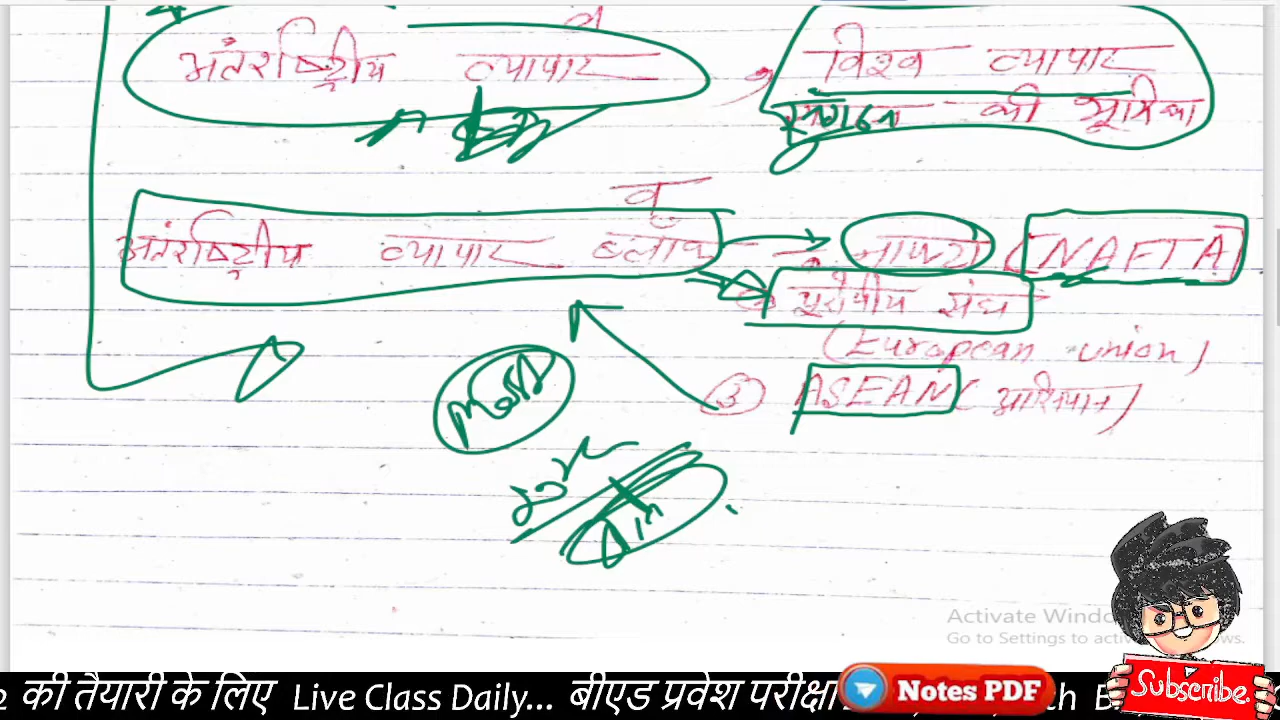 अंतर्राष्ट्रीय व्यापार
विश्व व्यापार
संगठन की भूमिका
व
अंतर्राष्ट्रीय व्यापार ब्लॉक → नाफ्टा (NAFTA)
यूरोपीय संघ
(European union)
③ ASEAN (आसियान)
Activate Windows
Go to Settings to activate Windows.
की तैयारी के लिए Live Class Daily... बीएड प्रवेश परीक्षा
Notes PDF
Subscribe